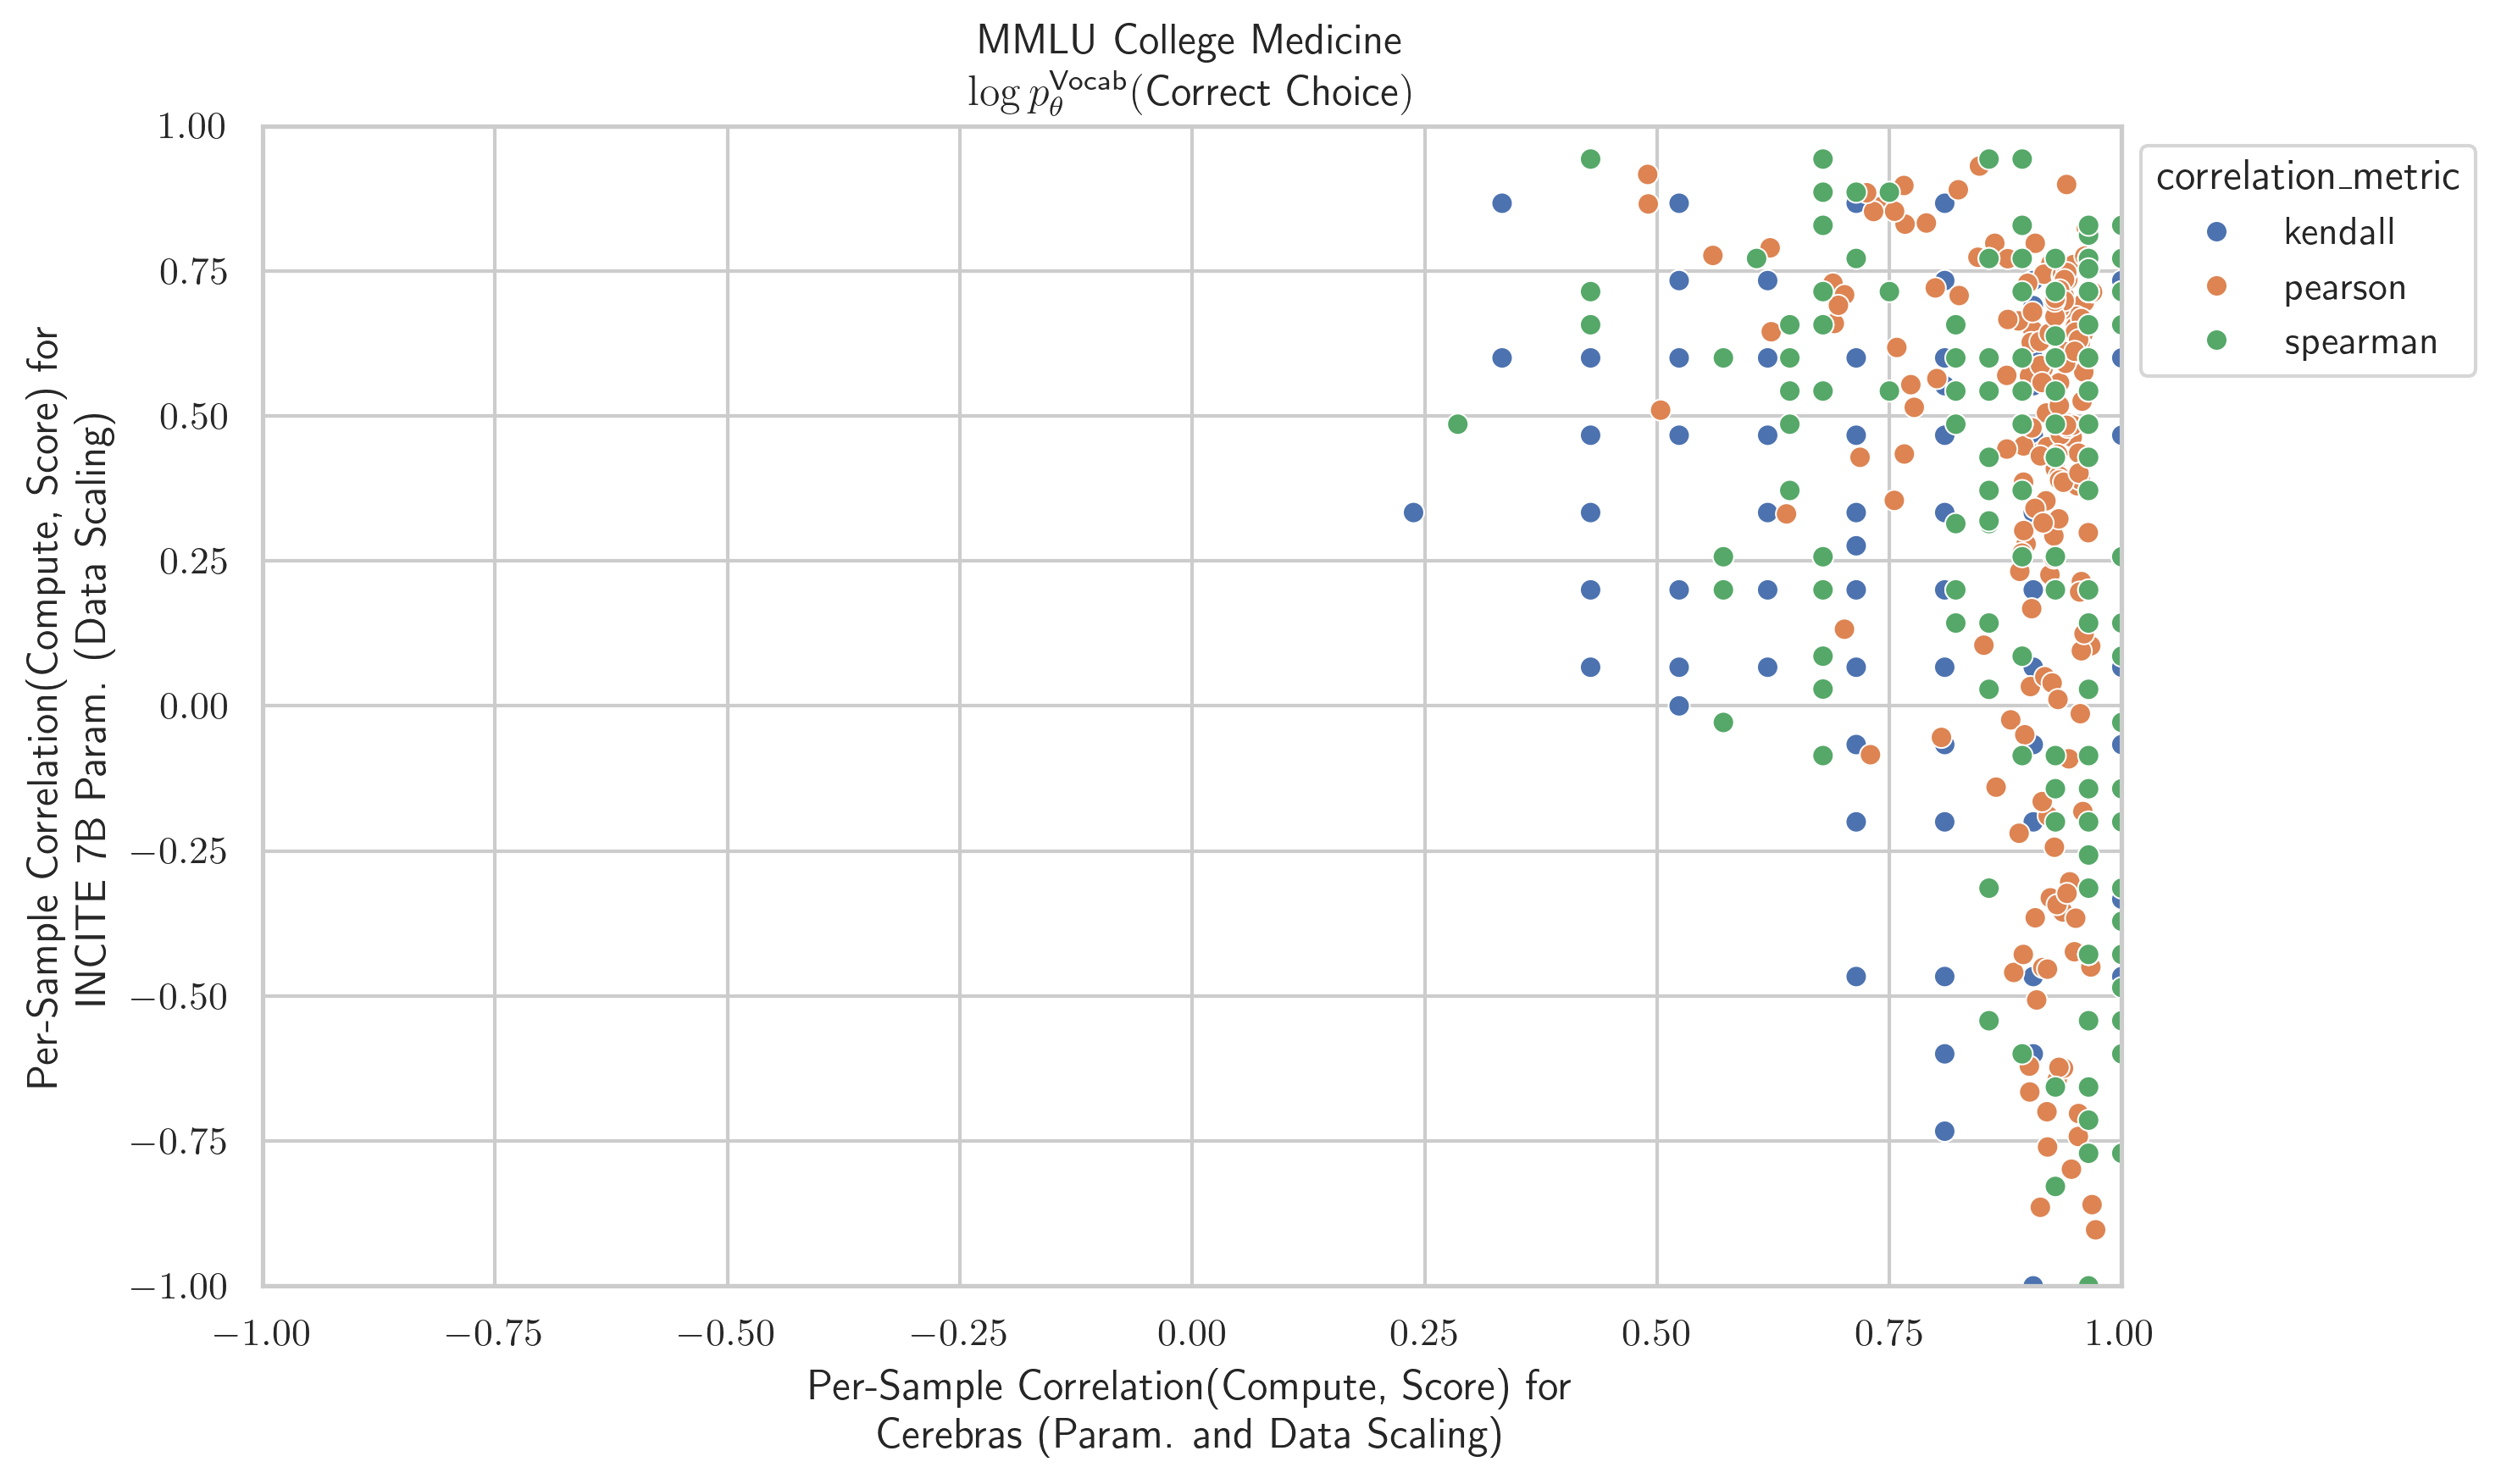 MMLU College Medicine
log p_θ^Vocab(Correct Choice)
Per-Sample Correlation(Compute, Score) for
INCITE 7B Param. (Data Scaling)
1.00
0.75
0.50
0.25
0.00
−0.25
−0.50
−0.75
−1.00
−1.00 −0.75 −0.50 −0.25 0.00 0.25 0.50 0.75 1.00
Per-Sample Correlation(Compute, Score) for
Cerebras (Param. and Data Scaling)
correlation_metric
kendall
pearson
spearman